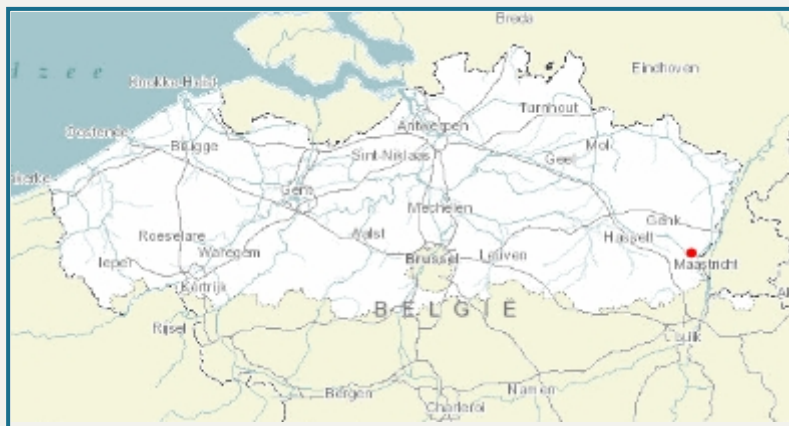 Breda
dzee
Eindhoven
Knokke-Heist
Turnhout
Oostende
Antwerpen
Brugge
Sint-Niklaas
Mol
Geel
Gent
Mechelen
Genk
Roeselare
Aalst
Hasselt
Ieper
Waregem
Brussel
Leuven
Maastricht
Kortrijk
BELGIË
Rijsel
Luik
Bergen
Namen
Charleroi